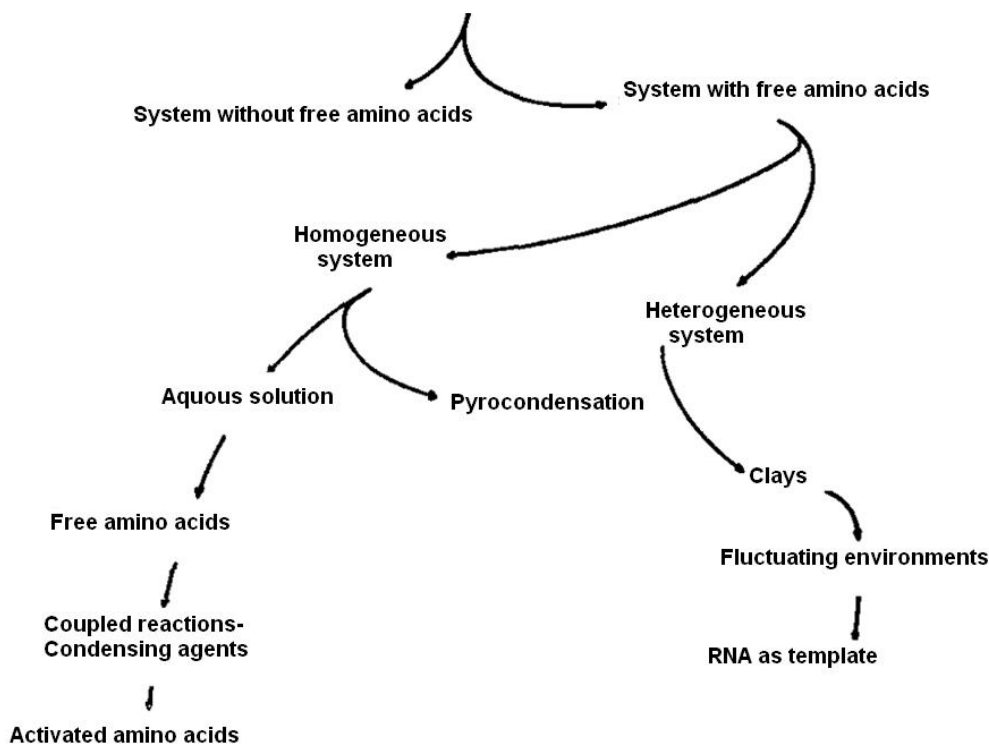 System without free amino acids
System with free amino acids
Homogeneous
system
Heterogeneous
system
Aquous solution
Pyrocondensation
Clays
Free amino acids
Fluctuating environments
Coupled reactions-
Condensing agents
RNA as template
Activated amino acids